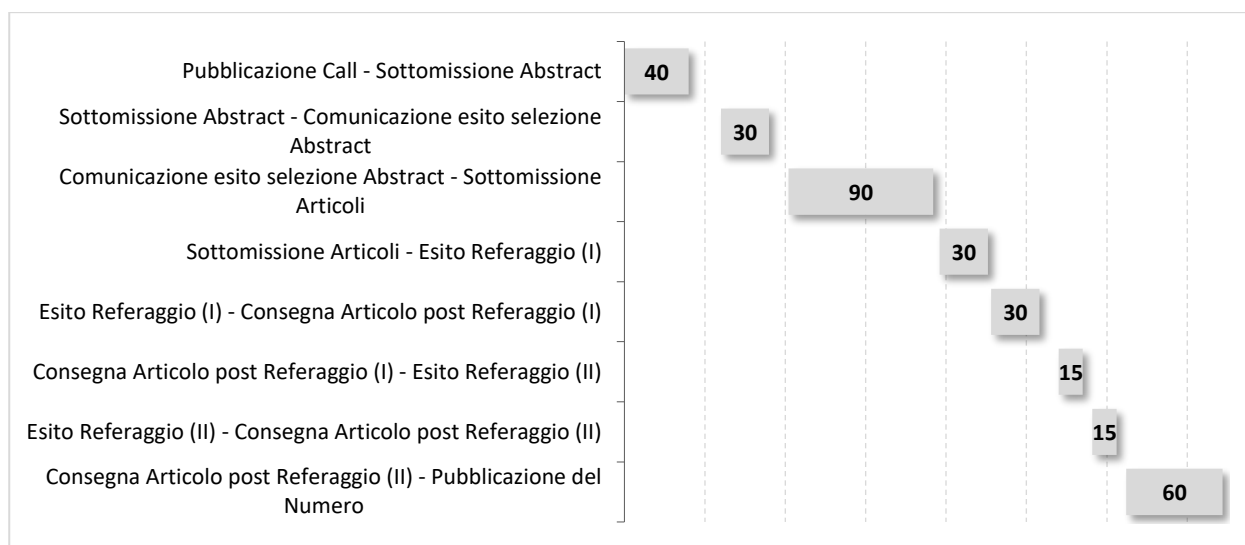 Pubblicazione Call - Sottomissione Abstract
40
Sottomissione Abstract - Comunicazione esito selezione
Abstract
30
Comunicazione esito selezione Abstract - Sottomissione
Articoli
90
Sottomissione Articoli - Esito Referaggio (I)
30
Esito Referaggio (I) - Consegna Articolo post Referaggio (I)
30
Consegna Articolo post Referaggio (I) - Esito Referaggio (II)
15
Esito Referaggio (II) - Consegna Articolo post Referaggio (II)
15
Consegna Articolo post Referaggio (II) - Pubblicazione del
Numero
60